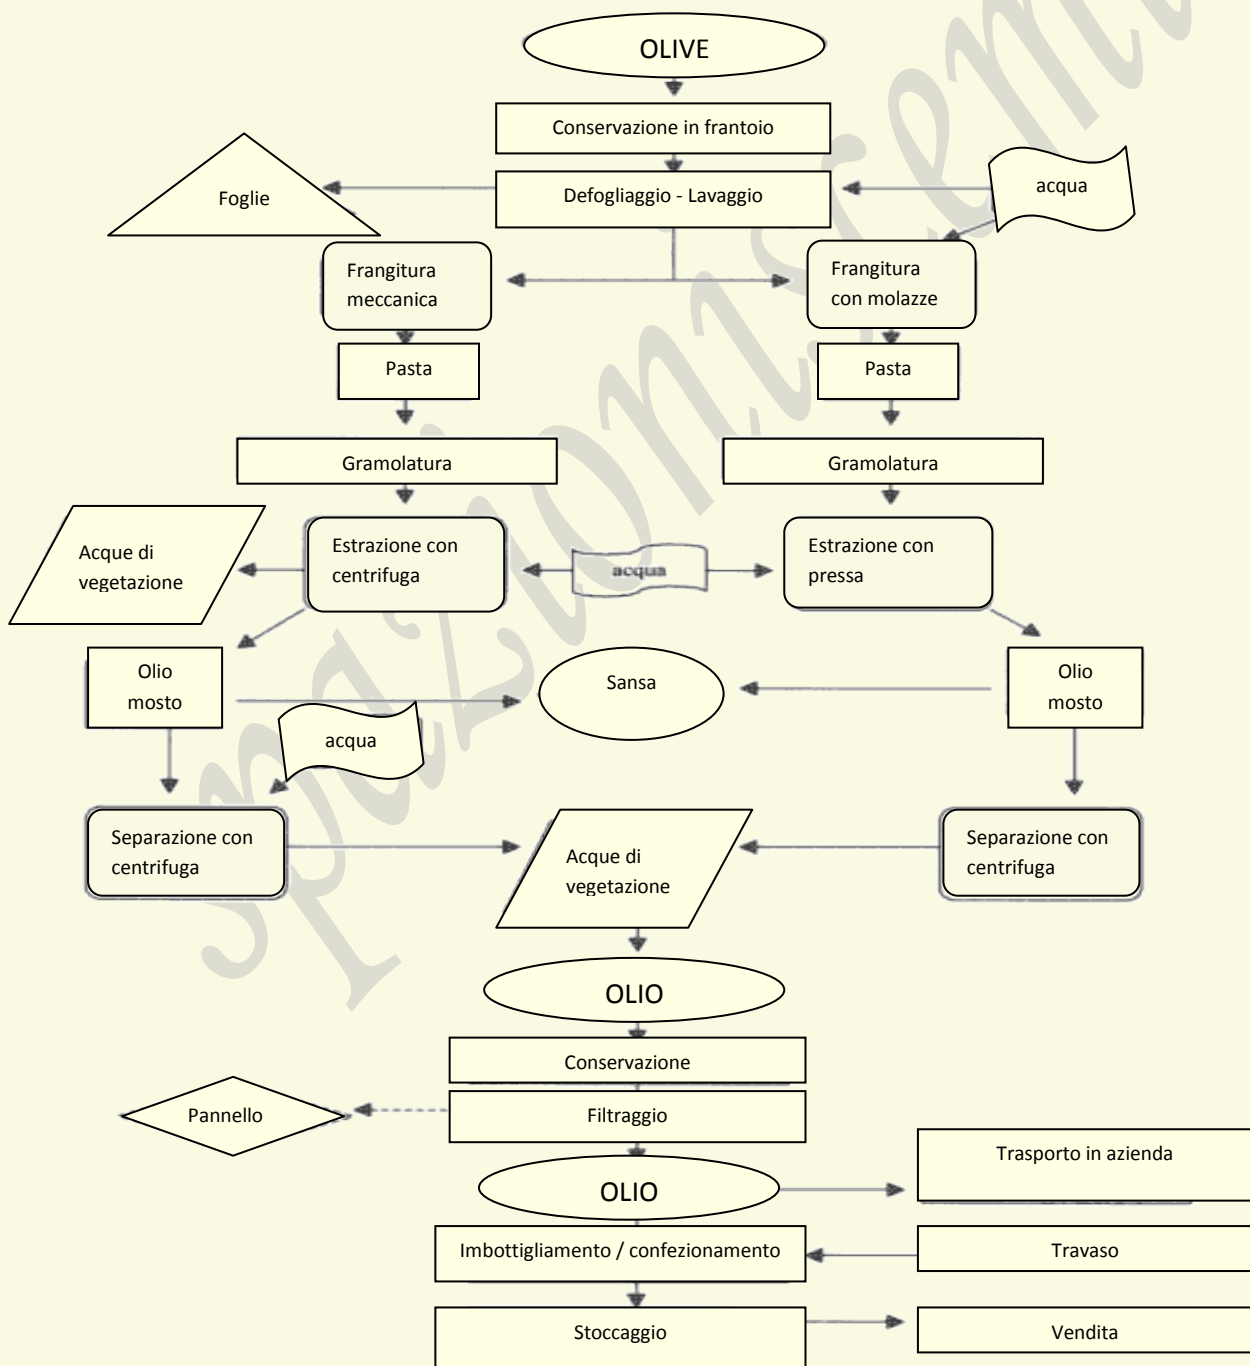 OLIVE
Conservazione in frantoio
Foglie
Defogliaggio - Lavaggio
acqua
Frangitura
meccanica
Frangitura
con molazze
Pasta
Pasta
Gramolatura
Gramolatura
Acque di
vegetazione
Estrazione con
centrifuga
acqua
Estrazione con
pressa
Olio
mosto
Sansa
Olio
mosto
acqua
Separazione con
centrifuga
Acque di
vegetazione
Separazione con
centrifuga
OLIO
Conservazione
Pannello
Filtraggio
Trasporto in azienda
OLIO
Imbottigliamento / confezionamento
Travaso
Stoccaggio
Vendita